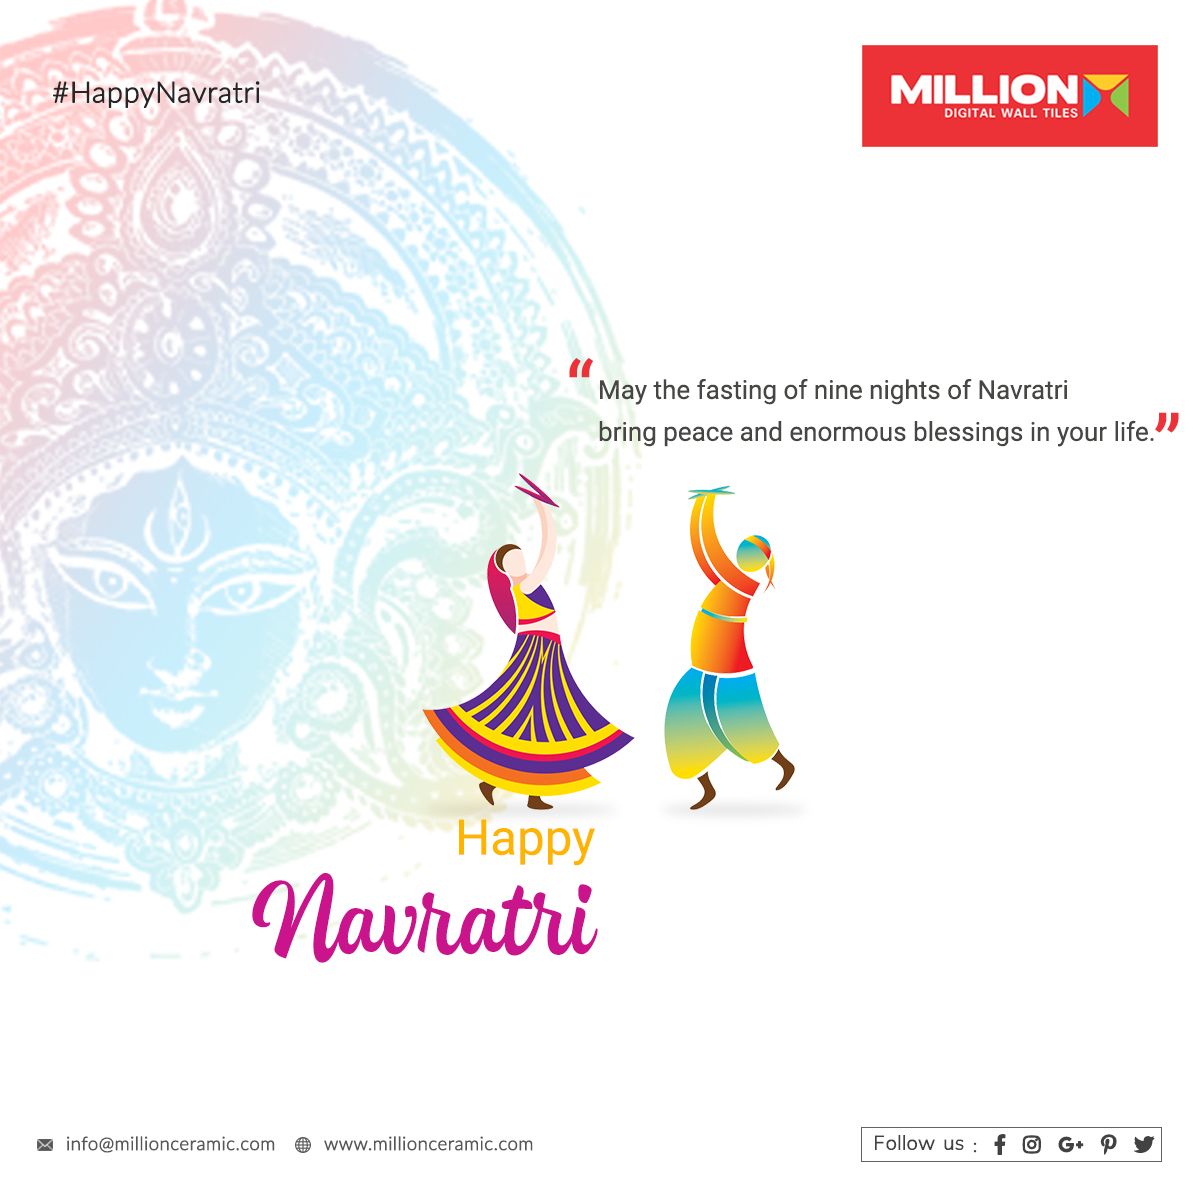 #HappyNavratri
MILLION
DIGITAL WALL TILES
“May the fasting of nine nights of Navratri
bring peace and enormous blessings in your life.”
Happy
Navratri
info@millionceramic.com
www.millionceramic.com
Follow us :